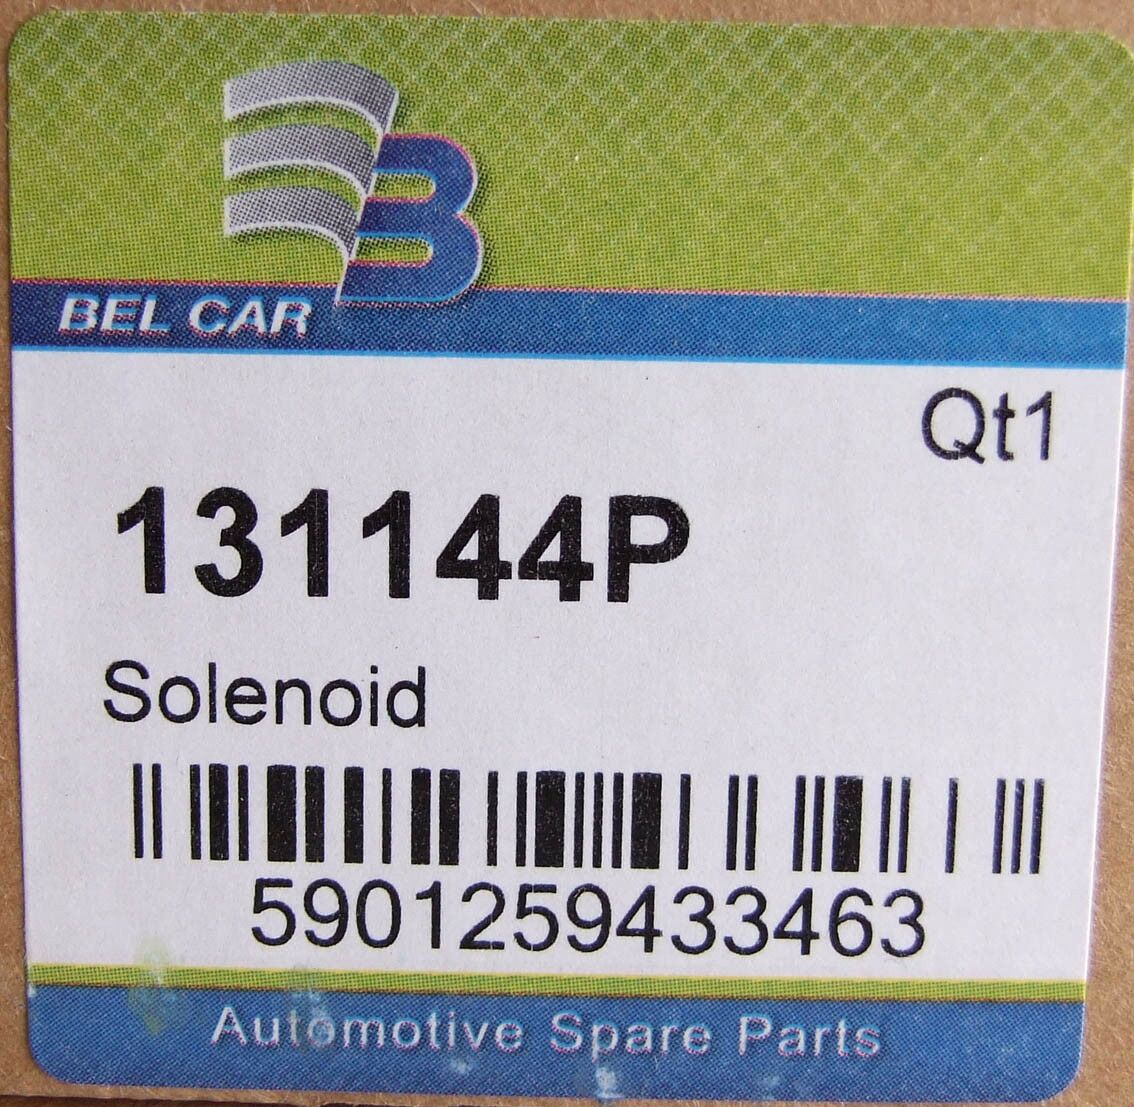 B
BEL CAR
Qt1
131144P
Solenoid
5901259433463
Automotive Spare Parts